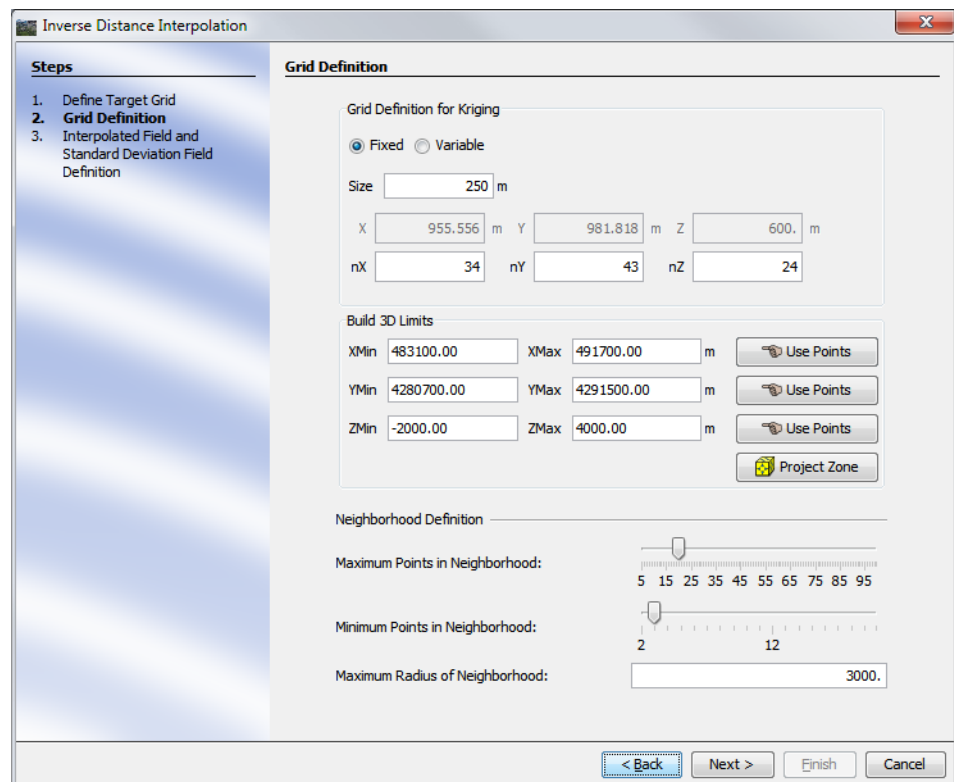 Inverse Distance Interpolation
Steps
1. Define Target Grid
2. Grid Definition
3. Interpolated Field and
Standard Deviation Field
Definition
Grid Definition
Grid Definition for Kriging
Fixed Variable
Size 250 m
X 955.556 m Y 981.818 m Z 600. m
nX 34 nY 43 nZ 24
Build 3D Limits
XMin 483100.00 XMax 491700.00 m Use Points
YMin 4280700.00 YMax 4291500.00 m Use Points
ZMin -2000.00 ZMax 4000.00 m Use Points
Project Zone
Neighborhood Definition
Maximum Points in Neighborhood:
5 15 25 35 45 55 65 75 85 95
Minimum Points in Neighborhood:
2 12
Maximum Radius of Neighborhood: 3000.
< Back Next > Finish Cancel